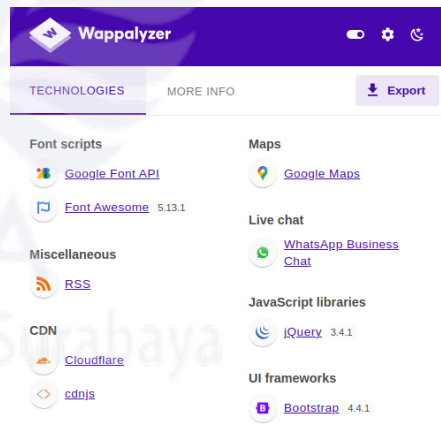 Wappalyzer
TECHNOLOGIES
MORE INFO
Export
Font scripts
Google Font API
Font Awesome 5.13.1
Miscellaneous
RSS
CDN
Cloudflare
cdnjs
Maps
Google Maps
Live chat
WhatsApp Business
Chat
JavaScript libraries
jQuery 3.4.1
UI frameworks
Bootstrap 4.4.1
Surabaya